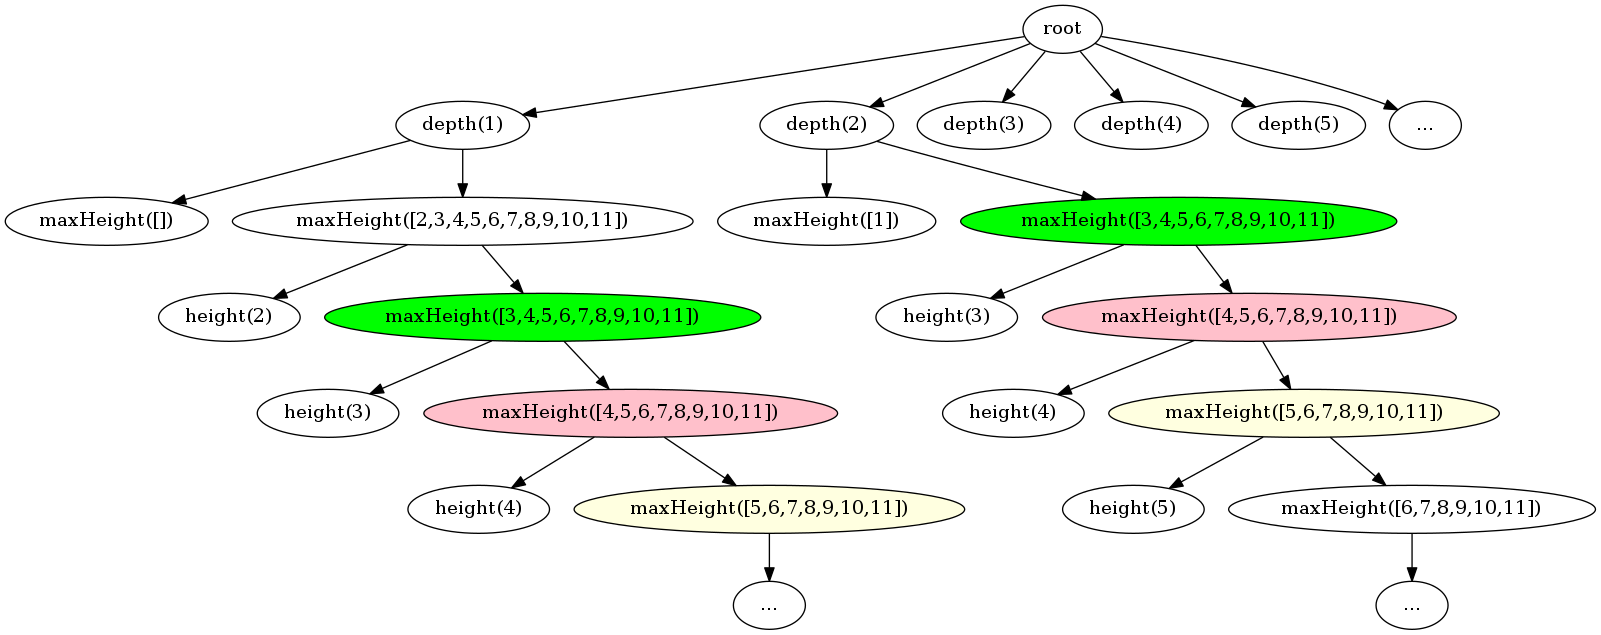 root
depth(1)
depth(2)
depth(3)
depth(4)
depth(5)
...
maxHeight([])
maxHeight([2,3,4,5,6,7,8,9,10,11])
maxHeight([1])
maxHeight([3,4,5,6,7,8,9,10,11])
height(2)
maxHeight([3,4,5,6,7,8,9,10,11])
height(3)
maxHeight([4,5,6,7,8,9,10,11])
height(3)
maxHeight([4,5,6,7,8,9,10,11])
height(4)
maxHeight([5,6,7,8,9,10,11])
height(4)
maxHeight([5,6,7,8,9,10,11])
height(5)
maxHeight([6,7,8,9,10,11])
...
...